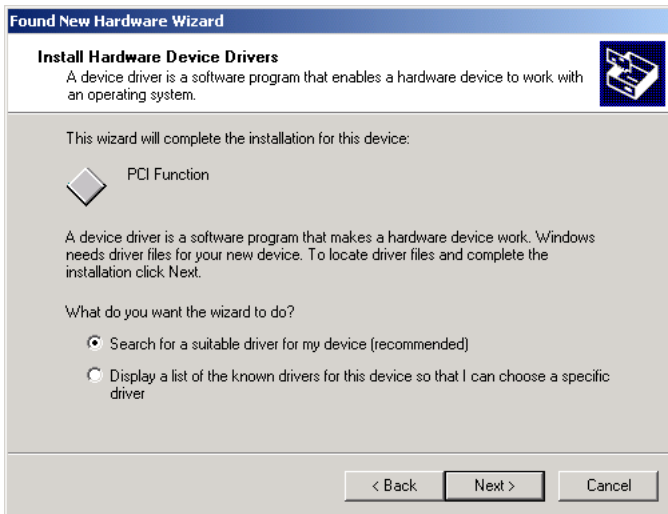 Found New Hardware Wizard
Install Hardware Device Drivers
A device driver is a software program that enables a hardware device to work with
an operating system.
This wizard will complete the installation for this device:
PCI Function
A device driver is a software program that makes a hardware device work. Windows
needs driver files for your new device. To locate driver files and complete the
installation click Next.
What do you want the wizard to do?
Search for a suitable driver for my device (recommended)
Display a list of the known drivers for this device so that I can choose a specific
driver
< Back Next > Cancel